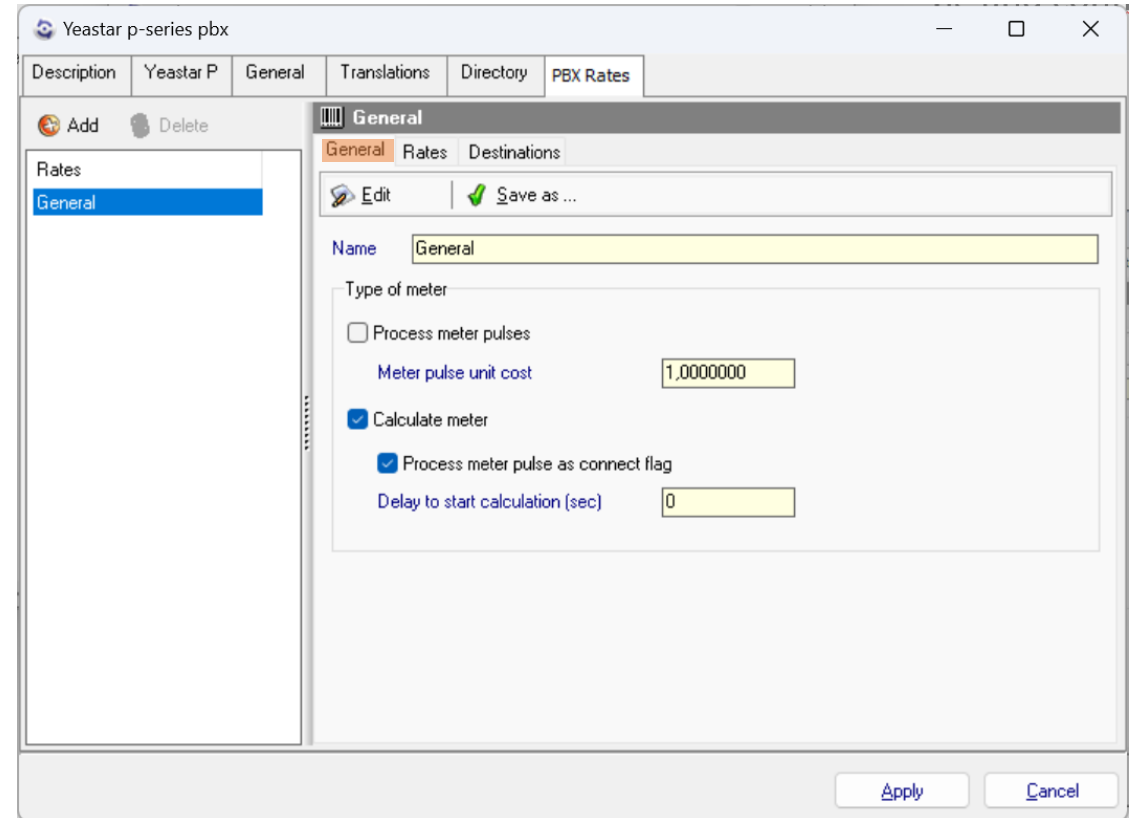 Yeastar p-series pbx
Description Yeastar P General Translations Directory PBX Rates
Add Delete
Rates
General
General
General Rates Destinations
Edit Save as ...
Name General
Type of meter
Process meter pulses
Meter pulse unit cost 1,0000000
Calculate meter
Process meter pulse as connect flag
Delay to start calculation (sec) 0
Apply Cancel